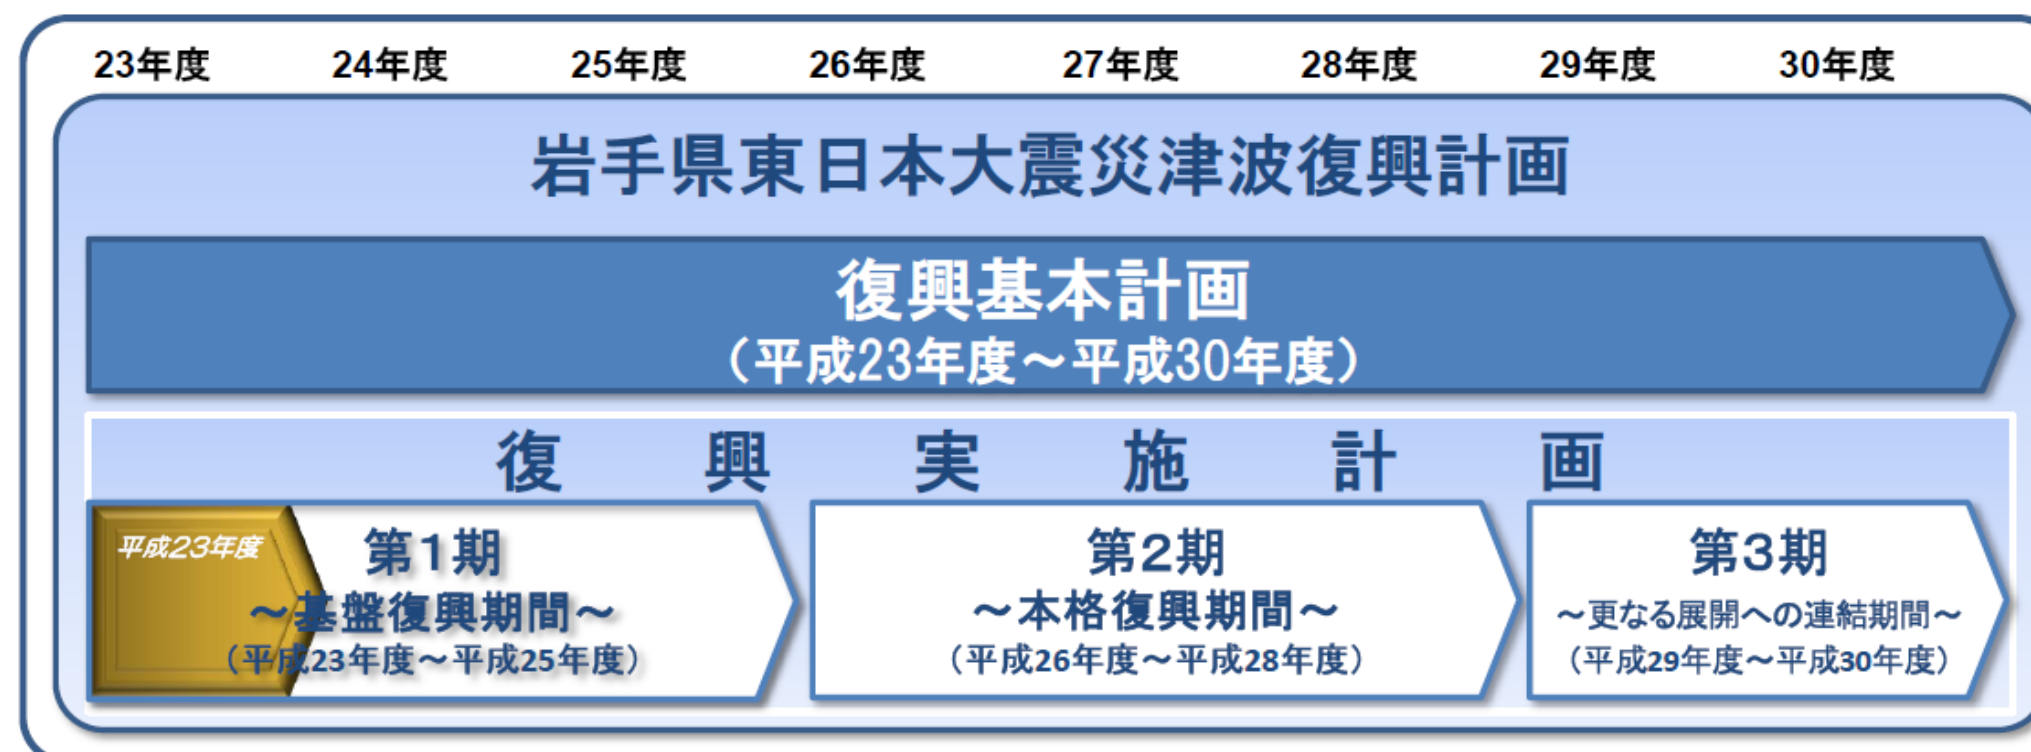 23年度 24年度 25年度 26年度 27年度 28年度 29年度 30年度
岩手県東日本大震災津波復興計画
復興基本計画
（平成23年度～平成30年度）
復興実施計画
平成23年度
第1期
～基盤復興期間～
（平成23年度～平成25年度）
第2期
～本格復興期間～
（平成26年度～平成28年度）
第3期
～更なる展開への連結期間～
（平成29年度～平成30年度）